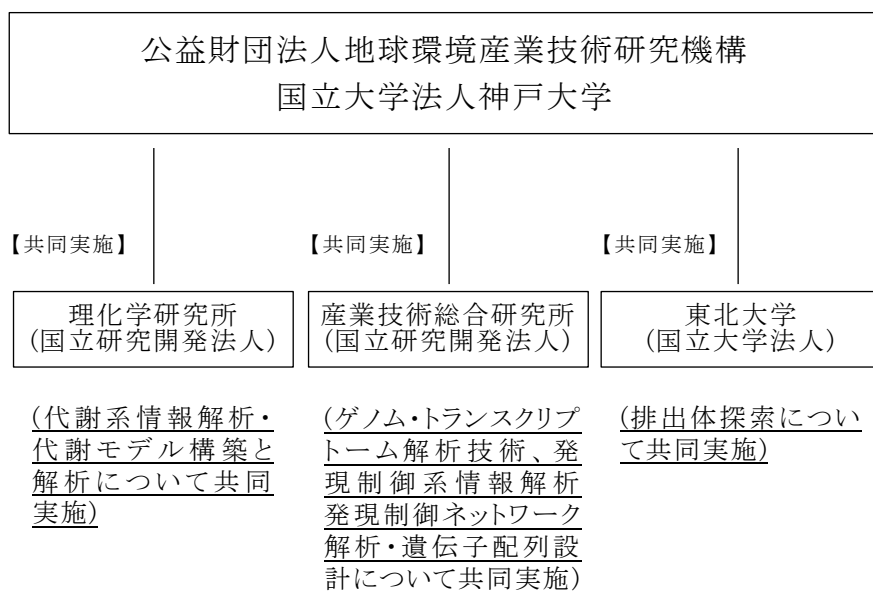 公益財団法人地球環境産業技術研究機構
国立大学法人神戸大学
【共同実施】
【共同実施】
【共同実施】
理化学研究所
(国立研究開発法人)
産業技術総合研究所
(国立研究開発法人)
東北大学
(国立大学法人)
(代謝系情報解析・
代謝モデル構築と
解析について共同
実施)
(ゲノム・トランスクリプ
トーム解析技術、発
現制御系情報解析
発現制御ネットワーク
解析・遺伝子配列設
計について共同実施)
(排出体探索につい
て共同実施)